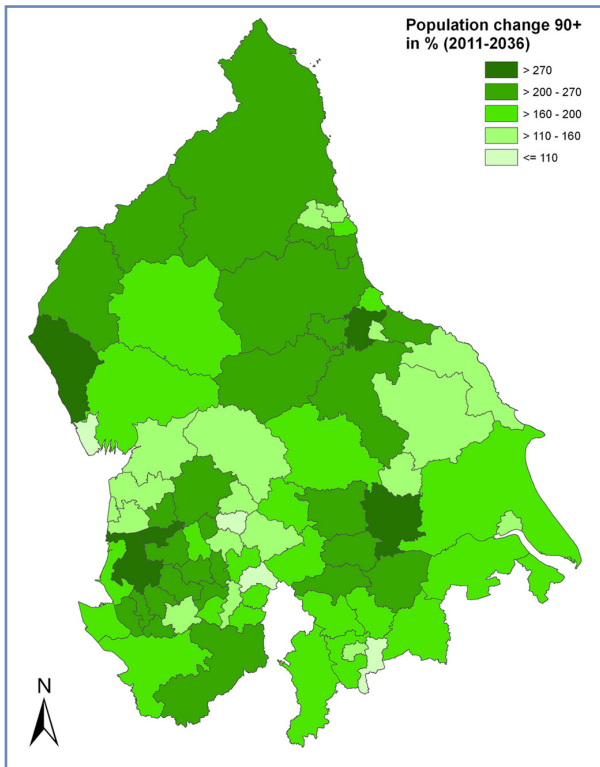 Population change 90+
in % (2011-2036)
> 270
> 200 - 270
> 160 - 200
> 110 - 160
<= 110
N